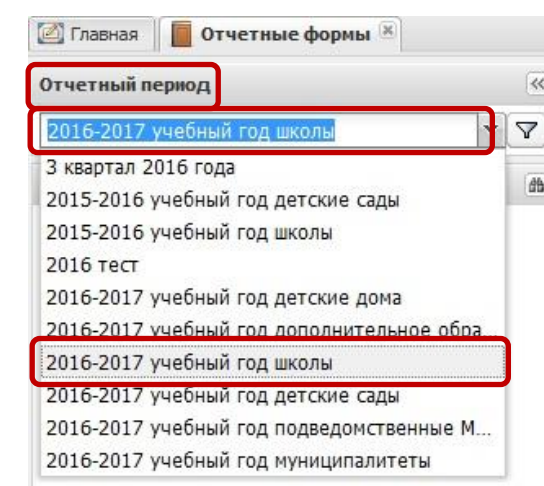 Главная Отчетные формы
Отчетный период
2016-2017 учебный год школы
3 квартал 2016 года
2015-2016 учебный год детские сады
2015-2016 учебный год школы
2016 тест
2016-2017 учебный год детские дома
2016-2017 учебный год дополнительное обра...
2016-2017 учебный год школы
2016-2017 учебный год детские сады
2016-2017 учебный год подведомственные М...
2016-2017 учебный год муниципалитеты